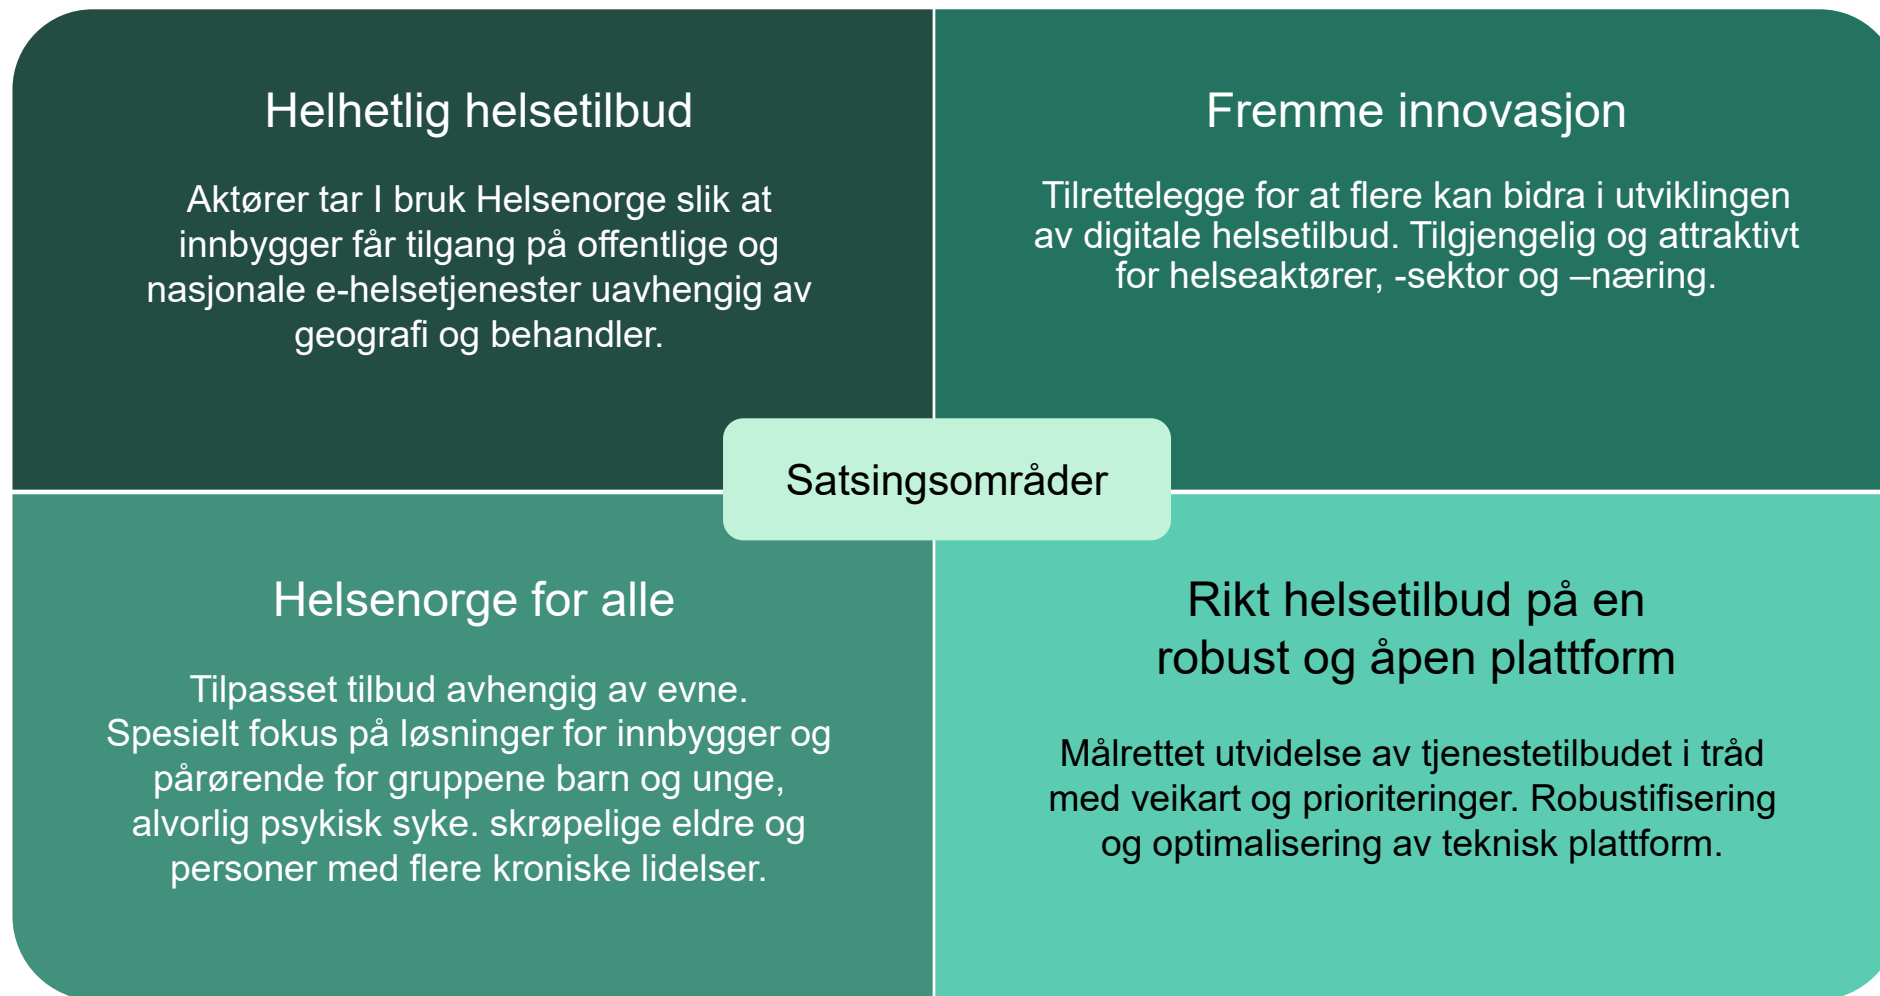 Helhetlig helsetilbud
Aktører tar I bruk Helsenorge slik at
innbygger får tilgang på offentlige og
nasjonale e-helsetjenester uavhengig av
geografi og behandler.
Fremme innovasjon
Tilrettelegge for at flere kan bidra i utviklingen
av digitale helsetilbud. Tilgjengelig og attraktivt
for helseaktører, -sektor og –næring.
Satsingsområder
Helsenorge for alle
Tilpasset tilbud avhengig av evne.
Spesielt fokus på løsninger for innbygger og
pårørende for gruppene barn og unge,
alvorlig psykisk syke. skrøpelige eldre og
personer med flere kroniske lidelser.
Rikt helsetilbud på en
robust og åpen plattform
Målrettet utvidelse av tjenestetilbudet i tråd
med veikart og prioriteringer. Robustifisering
og optimalisering av teknisk plattform.